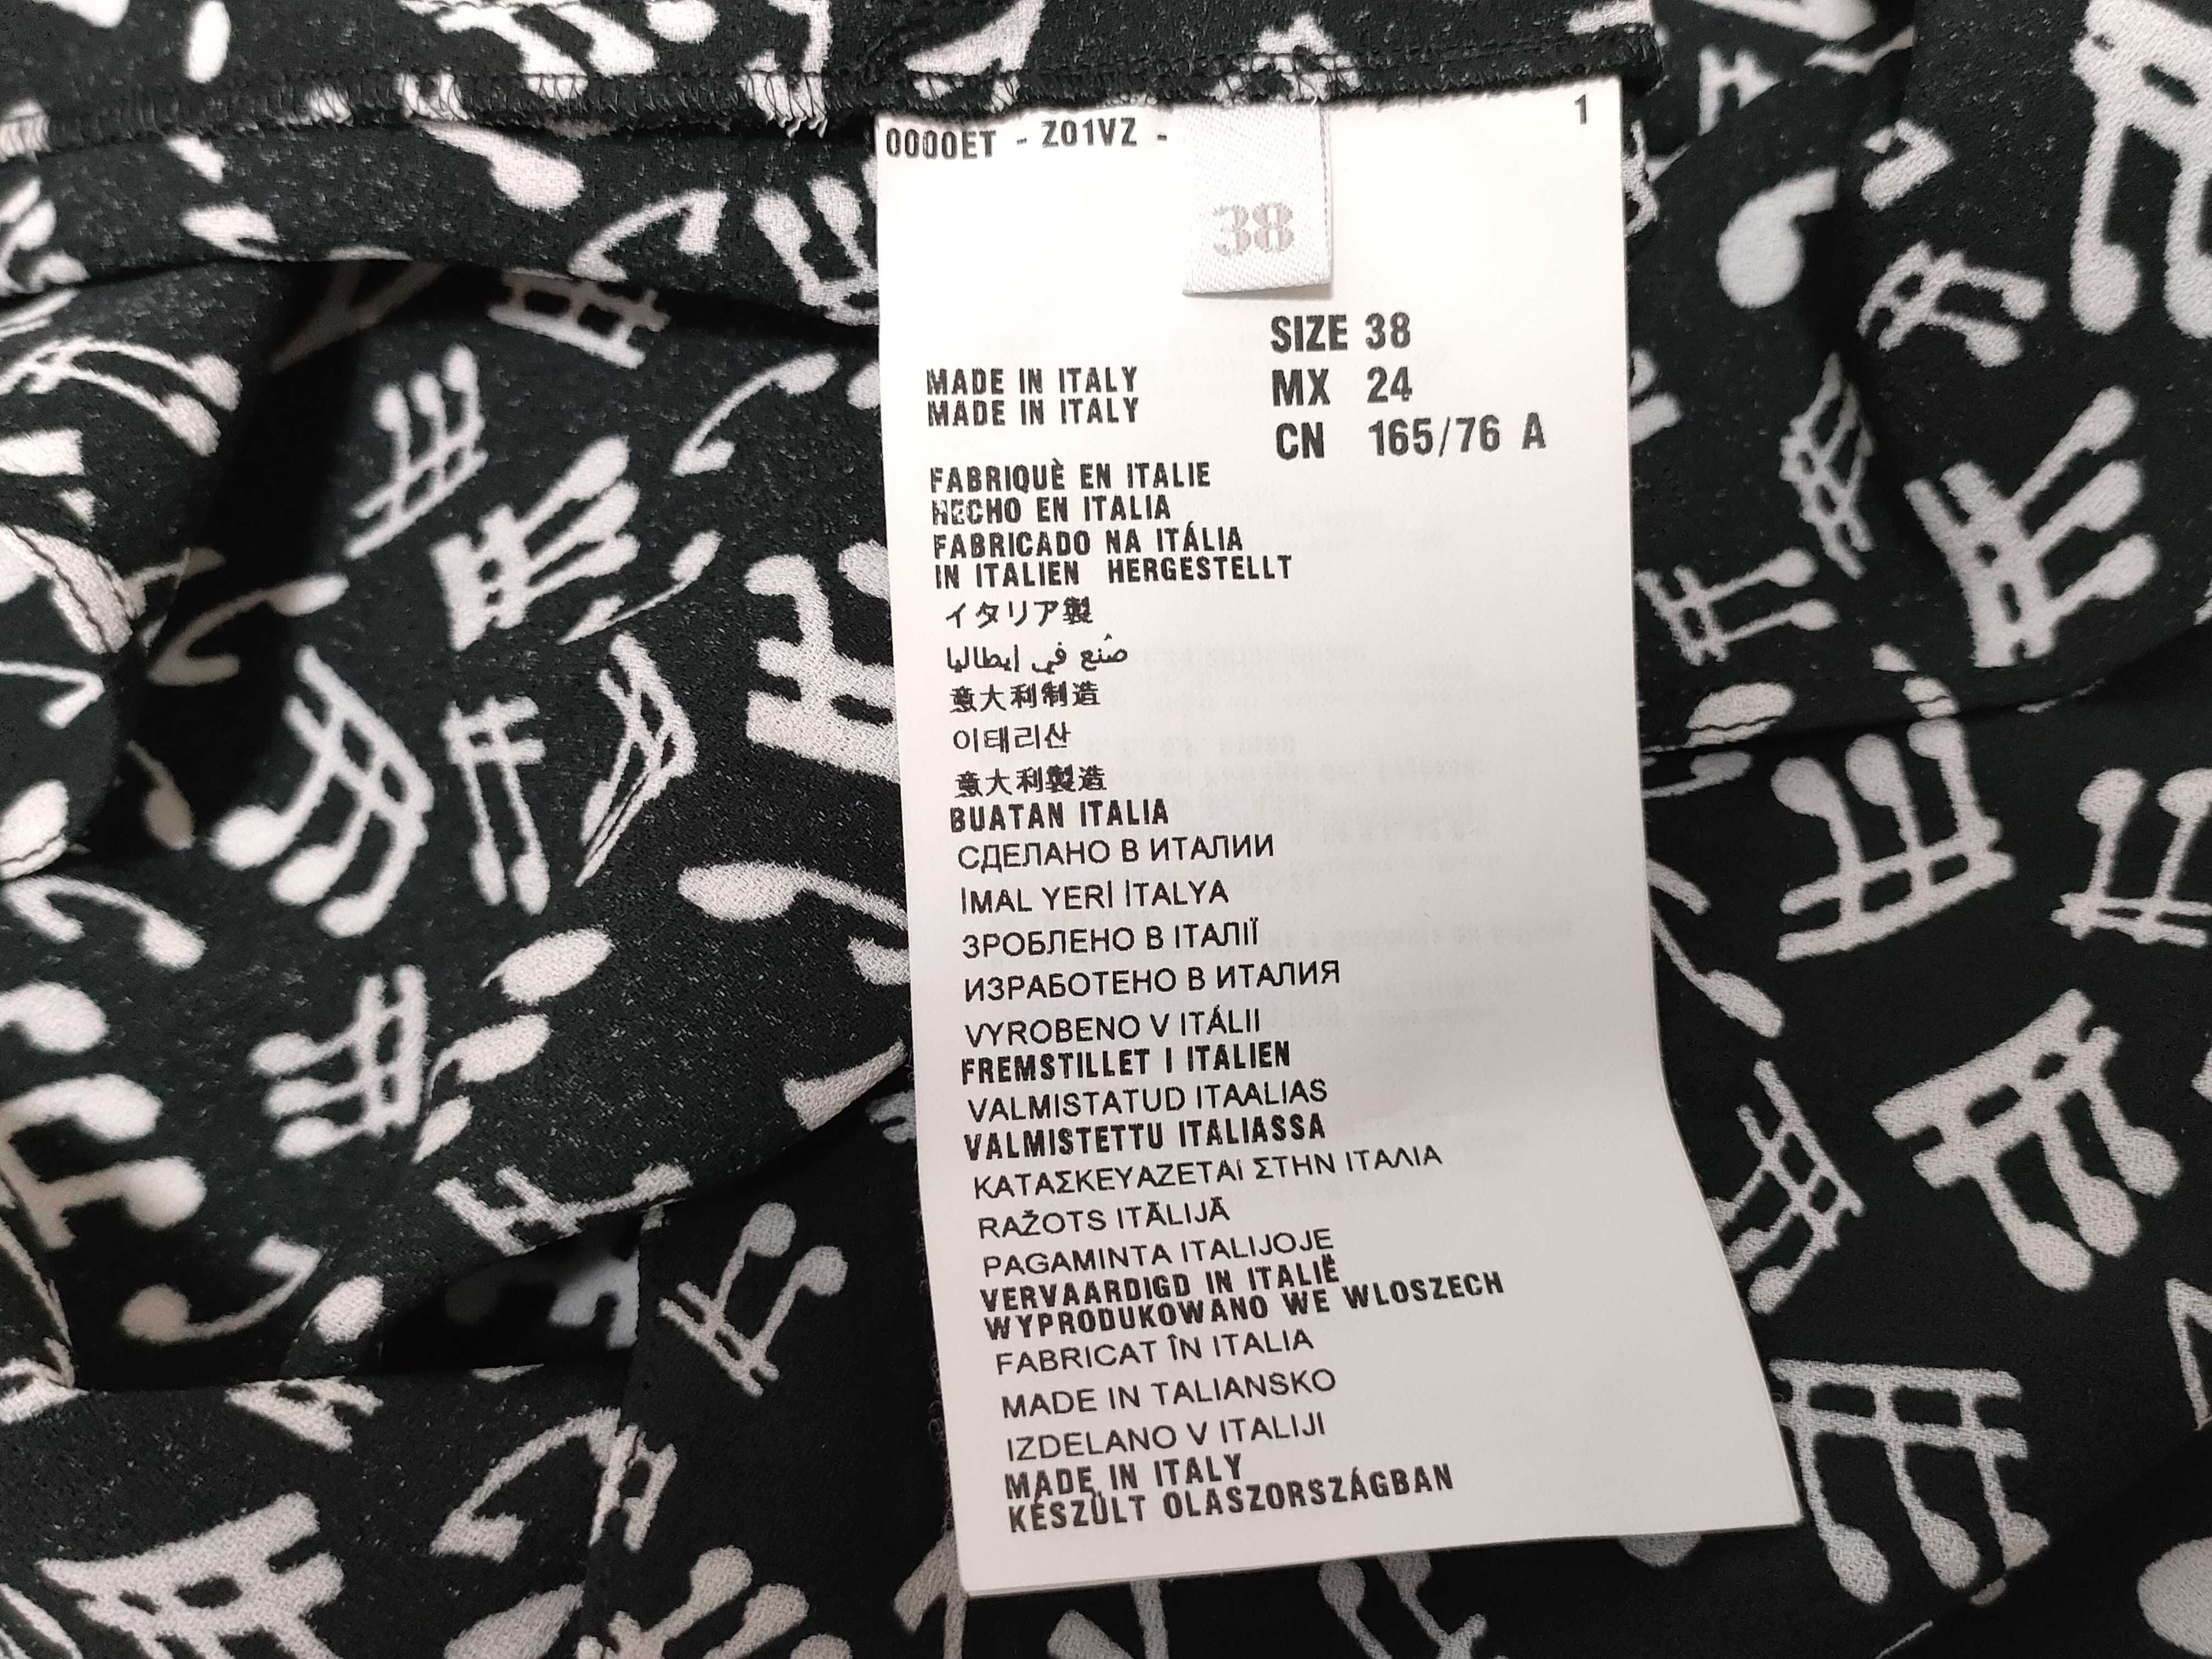 0000ET - Z01VZ -
1
38
SIZE 38
MX 24
CN 165/76 A
MADE IN ITALY
MADE IN ITALY
FABRIQUÈ EN ITALIE
HECHO EN ITALIA
FABRICADO NA ITÁLIA
IN ITALIEN HERGESTELLT
イタリア製
صُنع في إيطاليا
意大利制造
이태리산
意大利製造
BUATAN ITALIA
СДЕЛАНО В ИТАЛИИ
İMAL YERİ İTALYA
ЗРОБЛЕНО В ІТАЛІЇ
ИЗРАБОТЕНО В ИТАЛИЯ
VYROBENO V ITÁLII
FREMSTILLET I ITALIEN
VALMISTATUD ITAALIAS
VALMISTETTU ITALIASSA
ΚΑΤΑΣΚΕΥΑΖΕΤΑi ΣΤΗΝ ΙΤΑΛΙΑ
RAŽOTS ITĀLIJĀ
PAGAMINTA ITALIJOJE
VERVAARDIGD IN ITALIË
WYPRODUKOWANO WE WLOSZECH
FABRICAT ÎN ITALIA
MADE IN TALIANSKO
IZDELANO V ITALIJI
MADE IN ITALY
KÉSZÜLT OLASZORSZÁGBAN